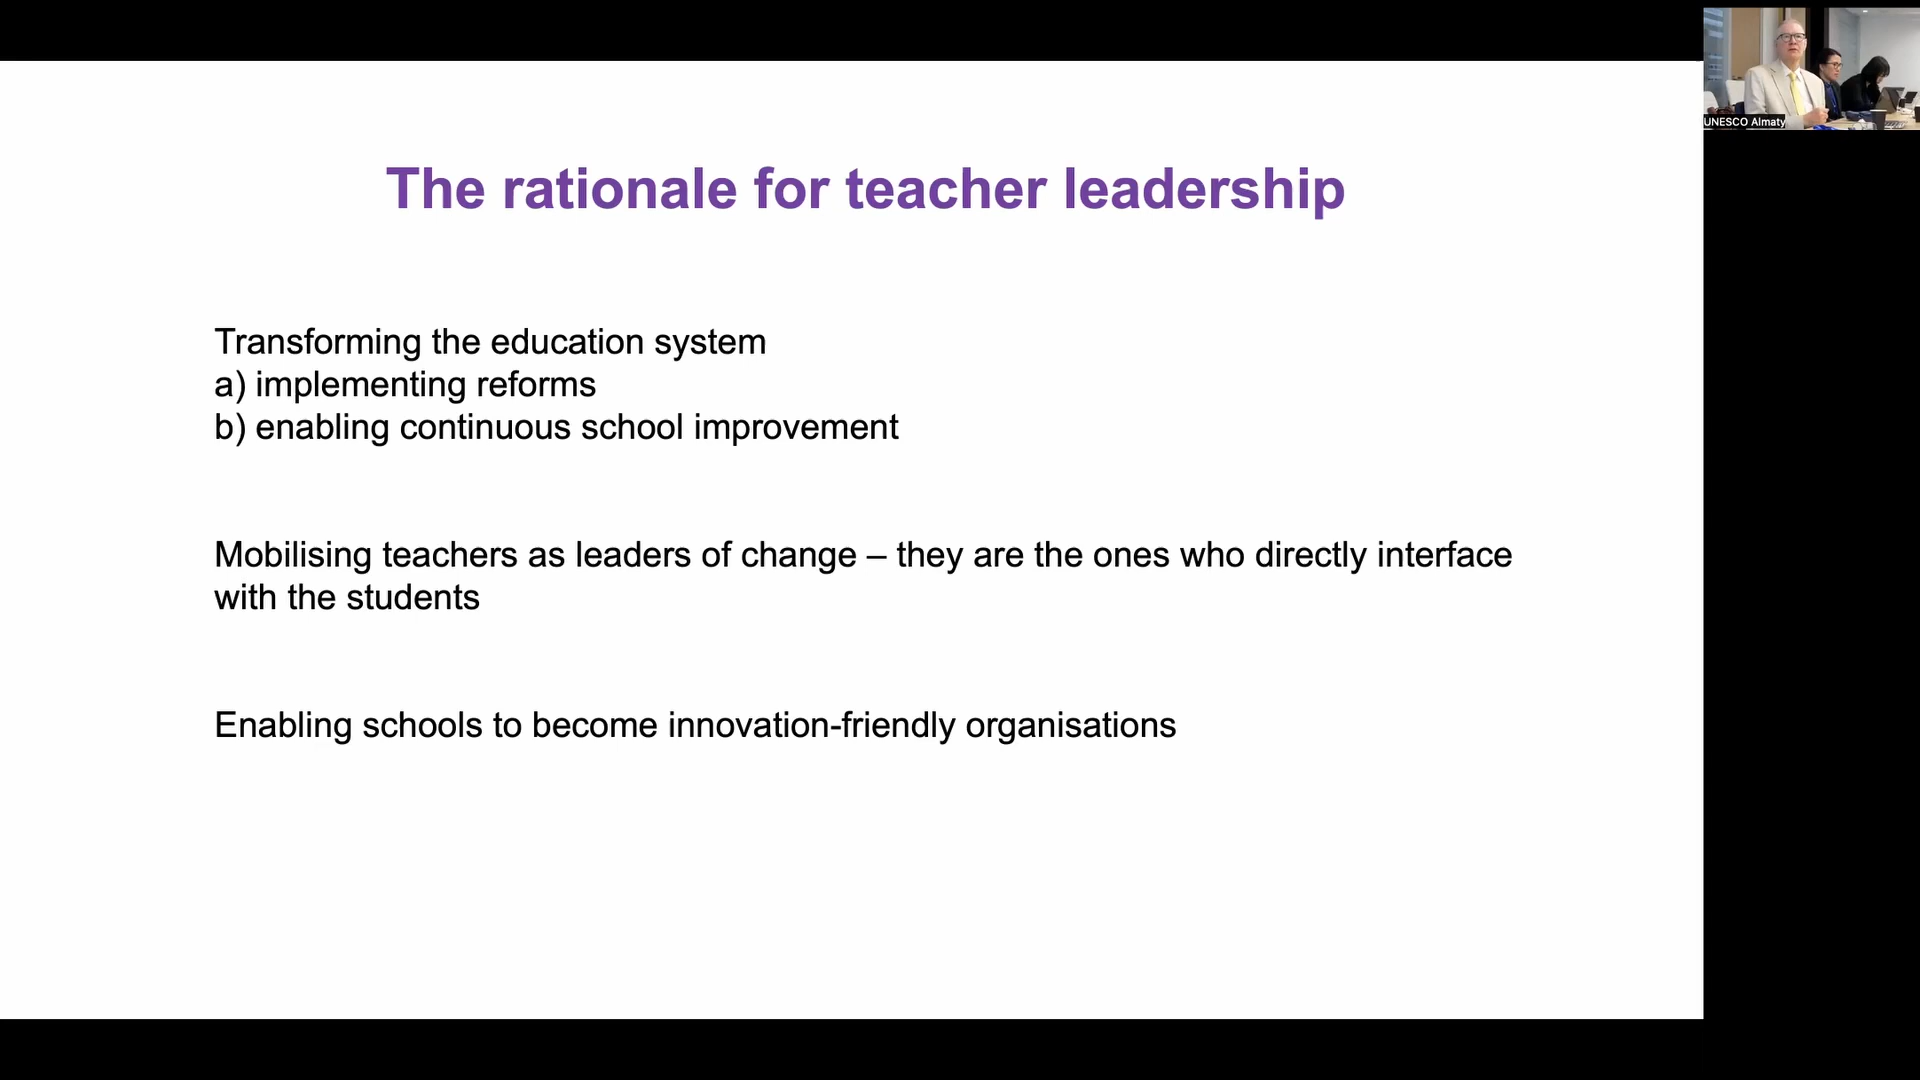 The rationale for teacher leadership
Transforming the education system
a) implementing reforms
b) enabling continuous school improvement
Mobilising teachers as leaders of change – they are the ones who directly interface
with the students
Enabling schools to become innovation-friendly organisations
UNESCO Almaty